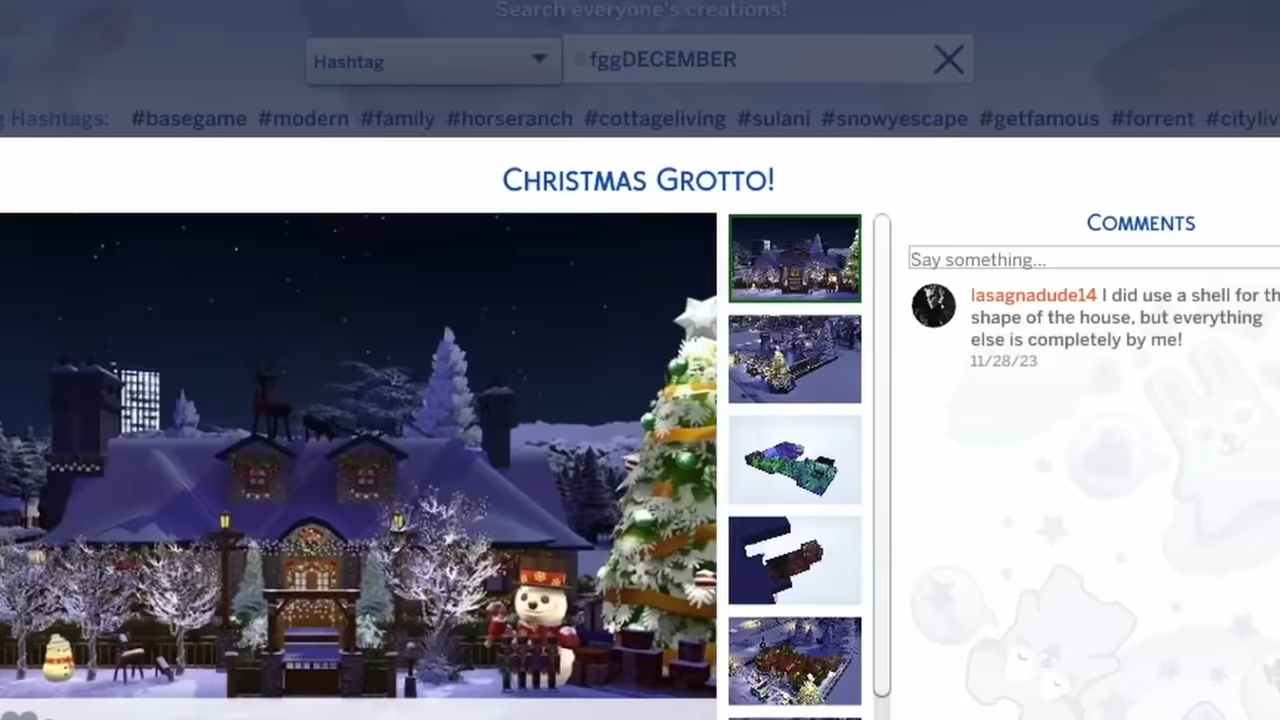 Search everyone's creations!
Hashtag
fggDECEMBER
Hashtags: #basegame #modern #family #horseranch #cottageliving #sulani #snowyescape #getfamous #forrent #cityliv
CHRISTMAS GROTTO!
COMMENTS
Say something...
lasagnadude14 I did use a shell for th
shape of the house, but everything
else is completely by me!
11/28/23